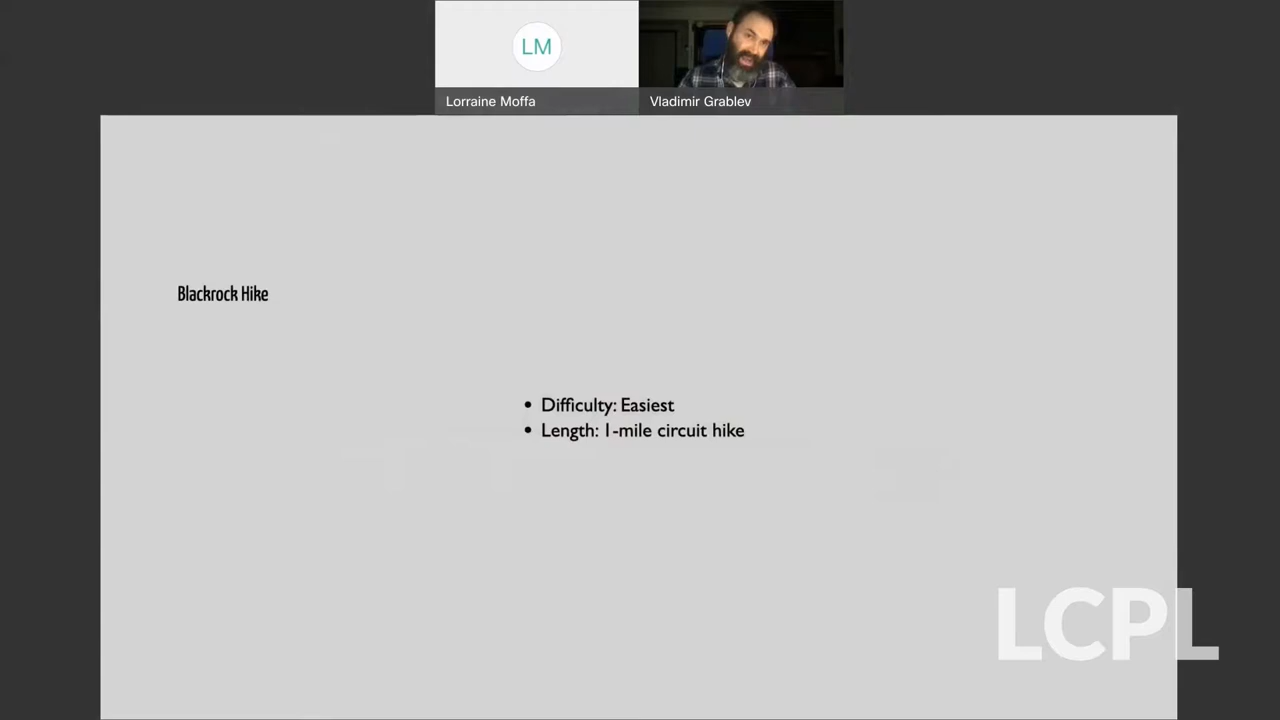 LM
Lorraine Moffa
Vladimir Grablev
Blackrock Hike
• Difficulty: Easiest
• Length: 1-mile circuit hike
LCPL